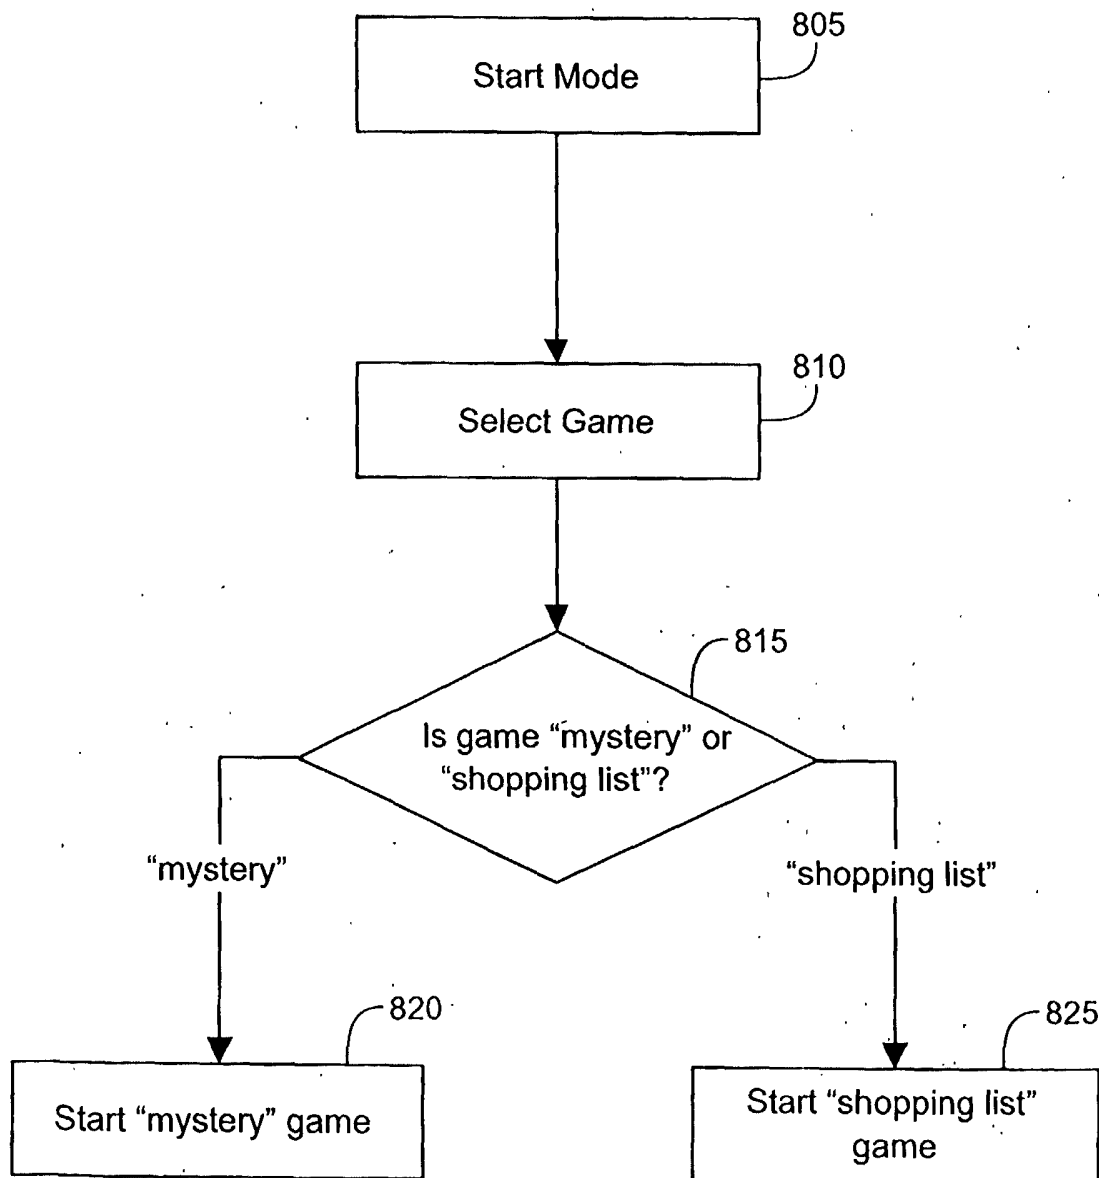 805
Start Mode
810
Select Game
815
Is game “mystery” or
“shopping list”?
“mystery”
“shopping list”
820
825
Start “mystery” game
Start “shopping list”
game